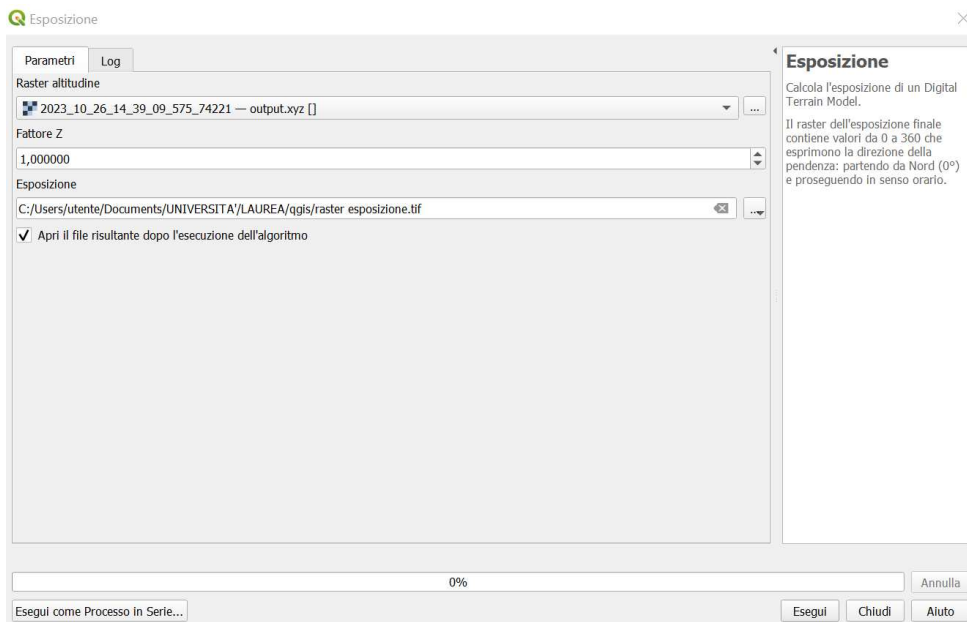 Esposizione
Parametri
Log
Raster altitudine
2023_10_26_14_39_09_575_74221 — output.xyz []
...
Fattore Z
1,000000
Esposizione
C:/Users/utente/Documents/UNIVERSITA'/LAUREA/qgis/raster esposizione.tif
...
Apri il file risultante dopo l'esecuzione dell'algoritmo
Esposizione
Calcola l'esposizione di un Digital
Terrain Model.
Il raster dell'esposizione finale
contiene valori da 0 a 360 che
esprimono la direzione della
pendenza: partendo da Nord (0°)
e proseguendo in senso orario.
0%
Annulla
Esegui come Processo in Serie...
Esegui
Chiudi
Aiuto